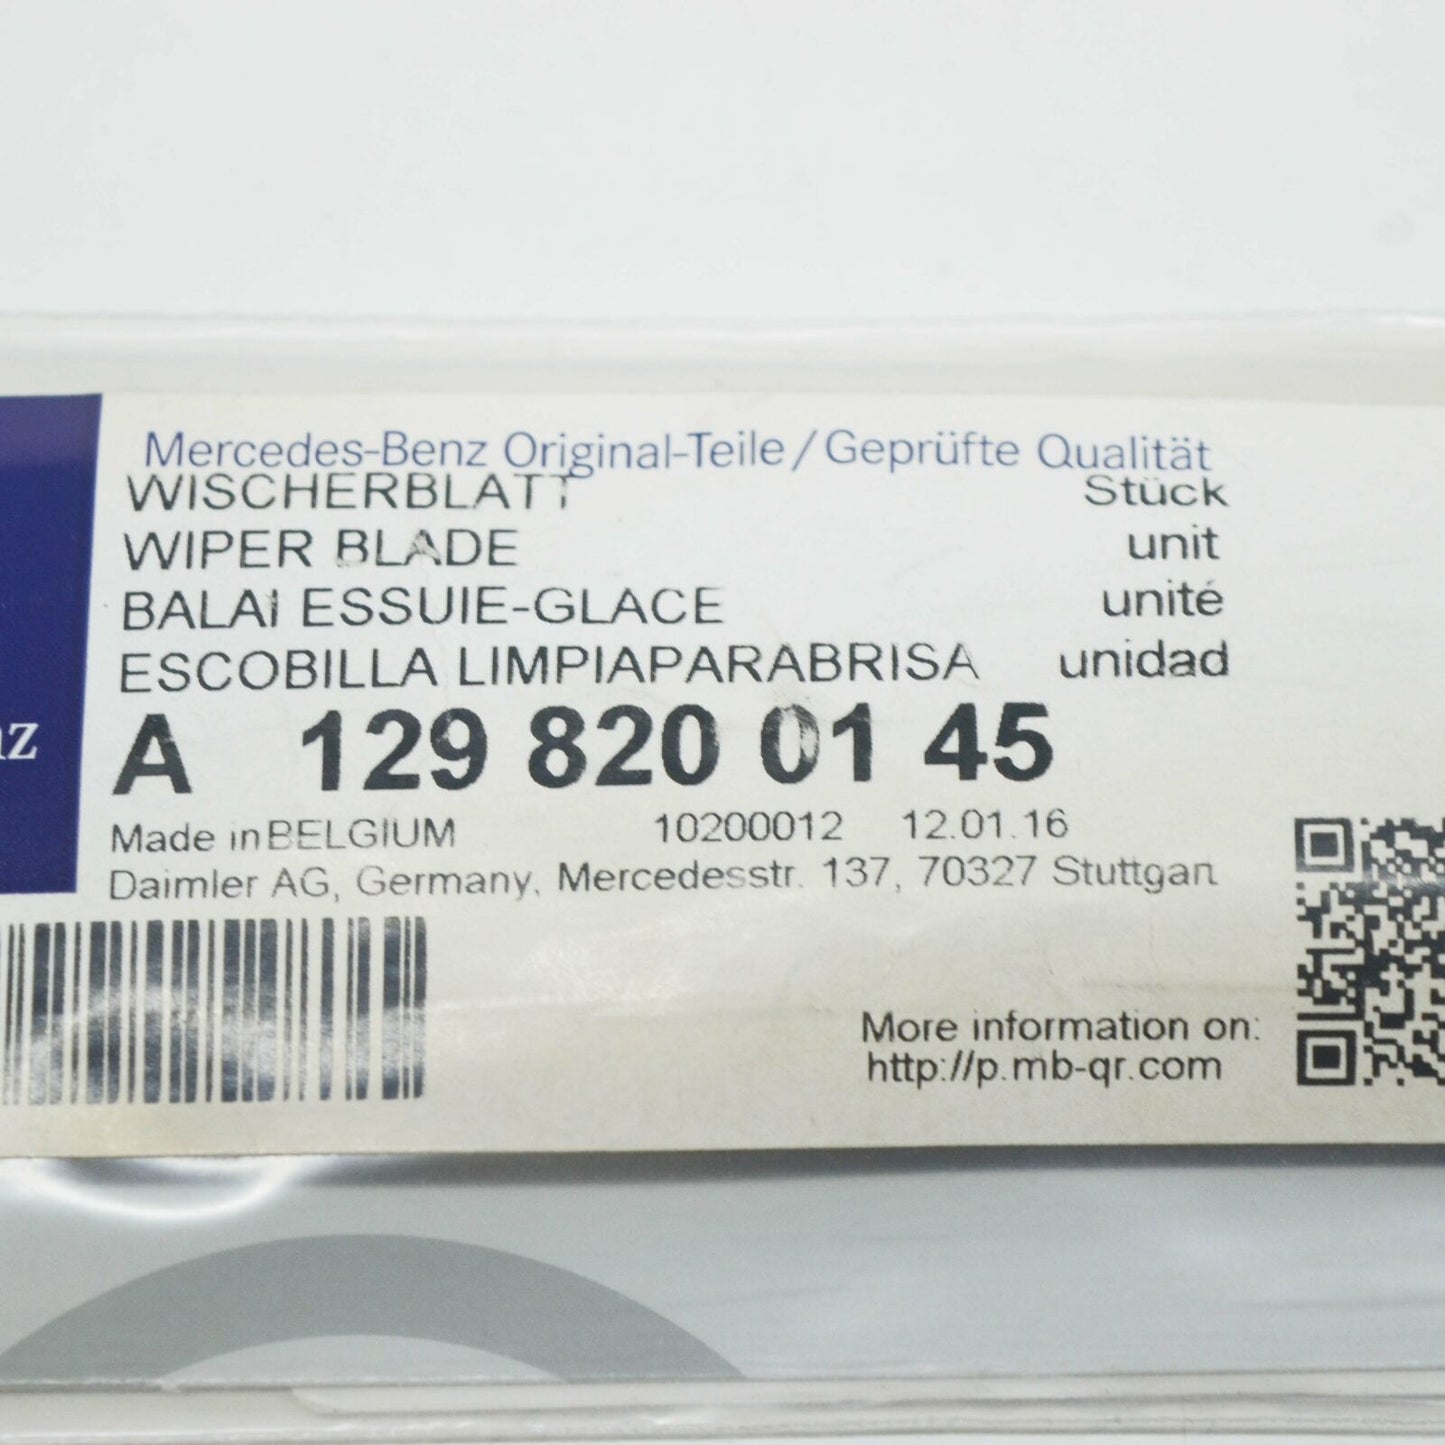 Mercedes-Benz Original-Teile/Geprüfte Qualität
WISCHERBLATT Stück
WIPER BLADE unit
BALAI ESSUIE-GLACE unité
ESCOBILLA LIMPIAPARABRISA unidad
A 129 820 01 45
Made in BELGIUM 10200012 12.01.16
Daimler AG, Germany, Mercedesstr. 137, 70327 Stuttgart
More information on:
http://p.mb-qr.com